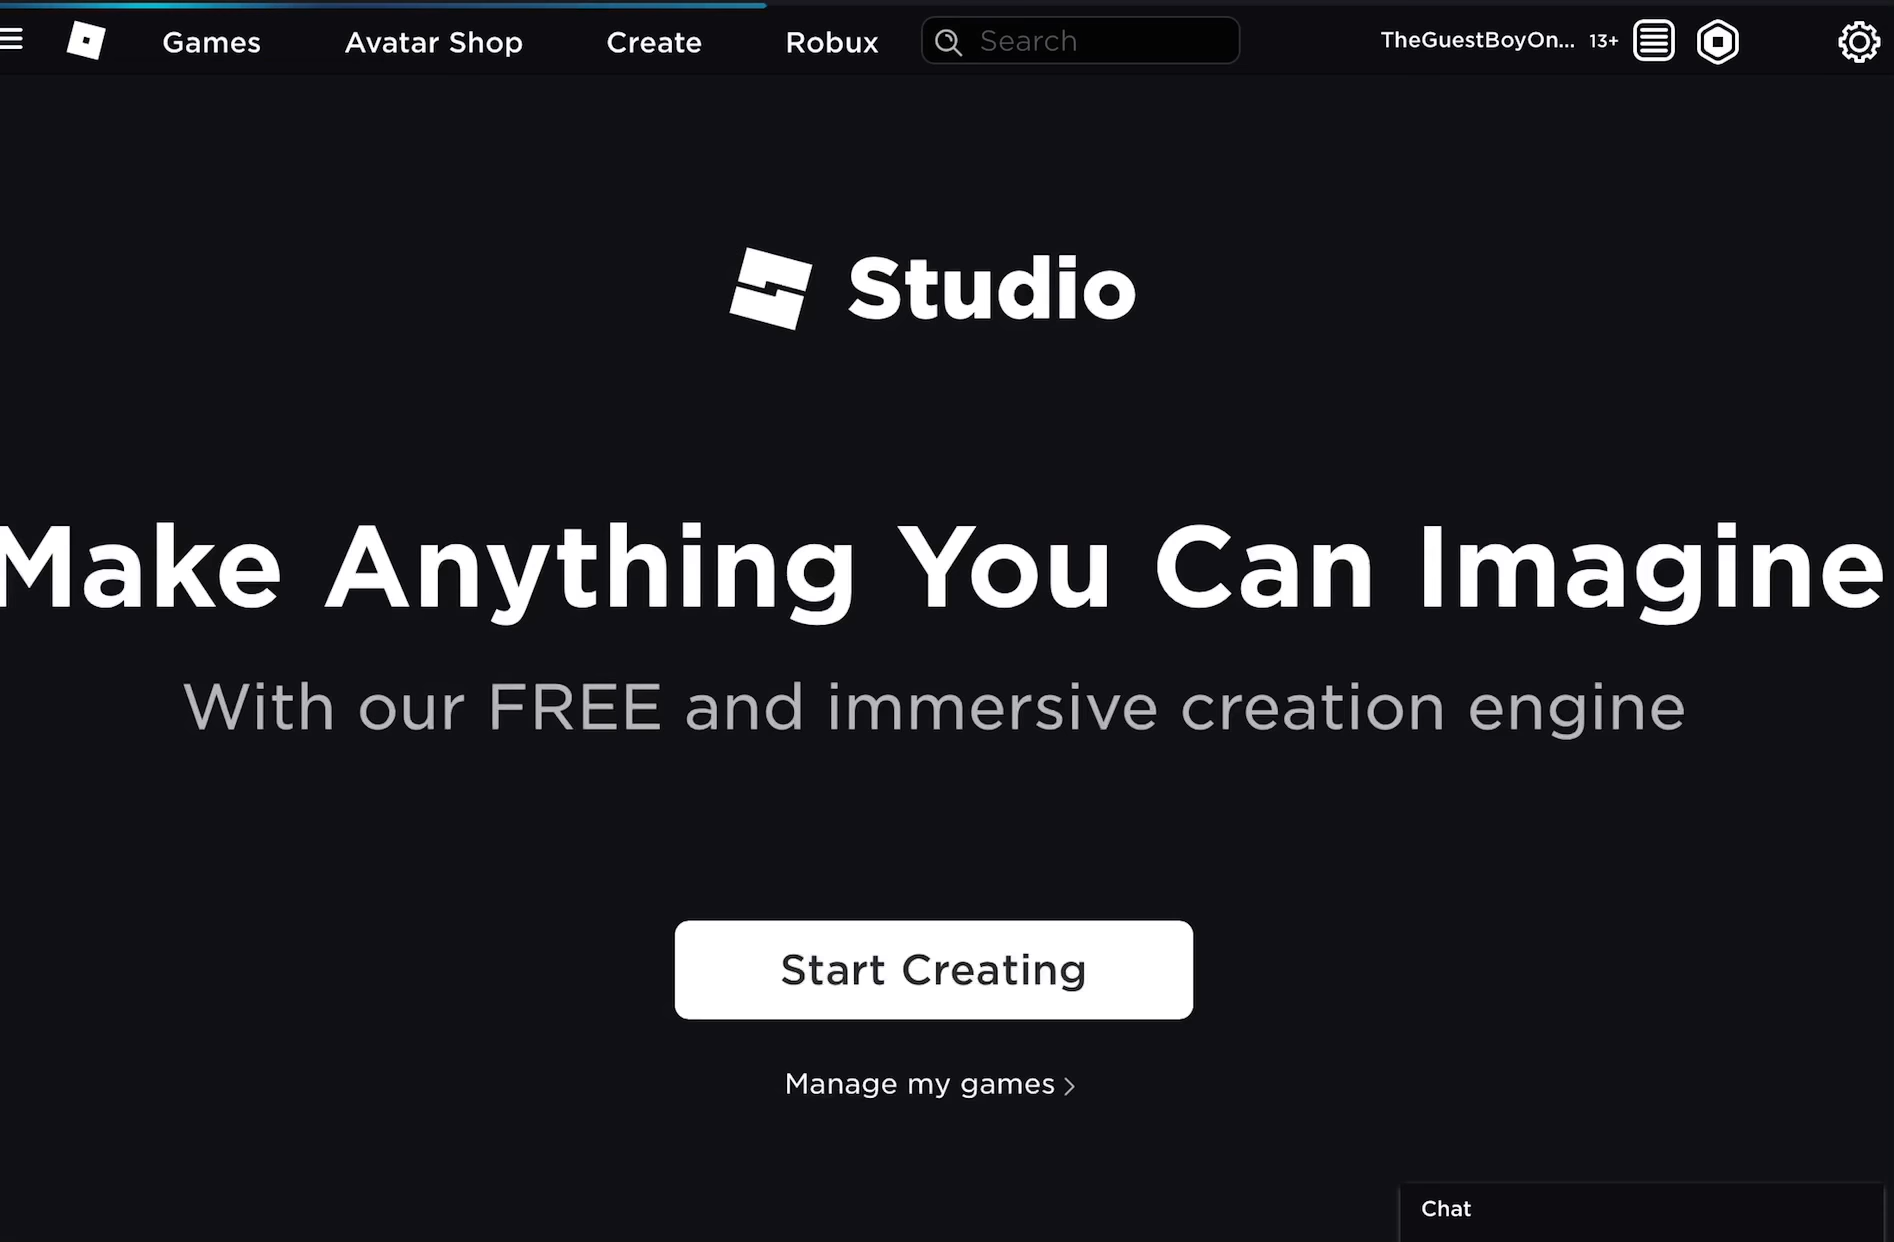 Games Avatar Shop Create Robux Search TheGuestBoyOn... 13+
Studio
Make Anything You Can Imagine
With our FREE and immersive creation engine
Start Creating
Manage my games
Chat